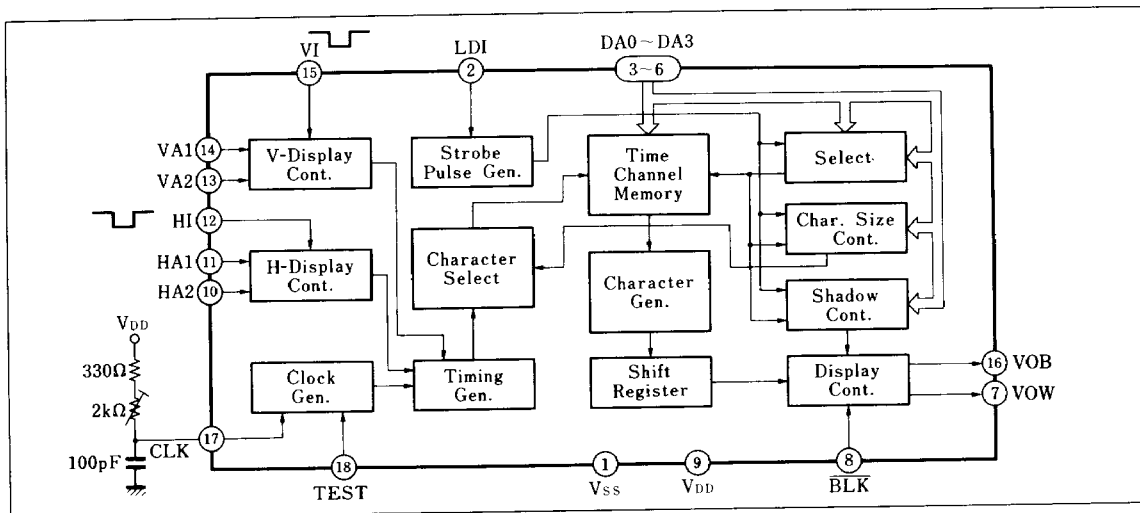 VI
LDI
DA0~DA3
15
2
3~6
VA1
14
VA2
13
V-Display
Cont.
Strobe
Pulse Gen.
Time
Channel
Memory
Select
HI
12
Char. Size
Cont.
HA1
11
HA2
10
H-Display
Cont.
Character
Select
Character
Gen.
Shadow
Cont.
VDD
330Ω
2kΩ
100pF
Clock
Gen.
Timing
Gen.
Shift
Register
Display
Cont.
16
VOB
7
VOW
CLK
17
18
TEST
1
VSS
9
VDD
8
BLK